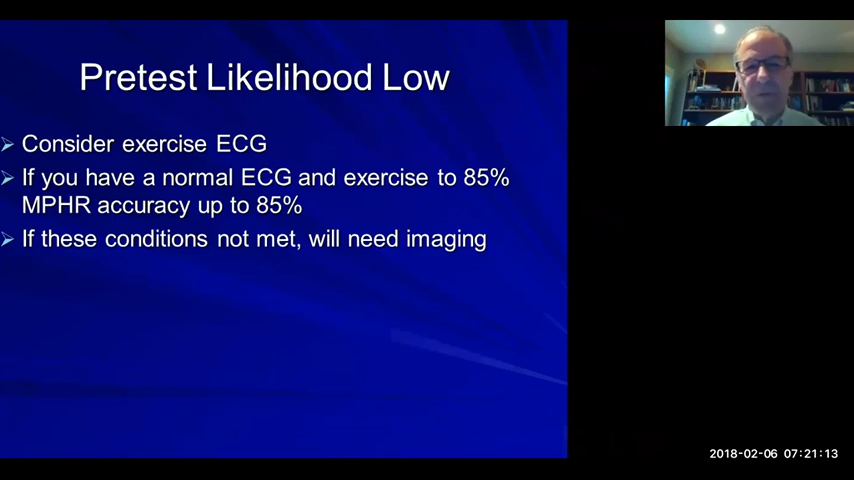 Pretest Likelihood Low
Consider exercise ECG
If you have a normal ECG and exercise to 85%
MPHR accuracy up to 85%
If these conditions not met, will need imaging
2018-02-06 07:21:13